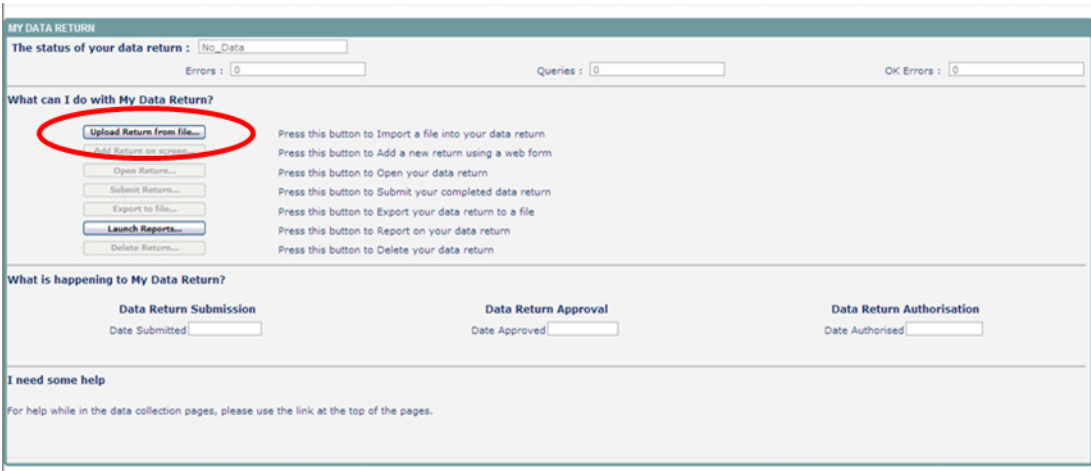 MY DATA RETURN
The status of your data return : No_Data
Errors : 0 Queries : 0 OK Errors : 0
What can I do with My Data Return?
Upload Return from file... Press this button to Import a file into your data return
Add Return on screen... Press this button to Add a new return using a web form
Open Return... Press this button to Open your data return
Submit Return... Press this button to Submit your completed data return
Export to file... Press this button to Export your data return to a file
Launch Reports... Press this button to Report on your data return
Delete Return... Press this button to Delete your data return
What is happening to My Data Return?
Data Return Submission Data Return Approval Data Return Authorisation
Date Submitted Date Approved Date Authorised
I need some help
For help while in the data collection pages, please use the link at the top of the pages.